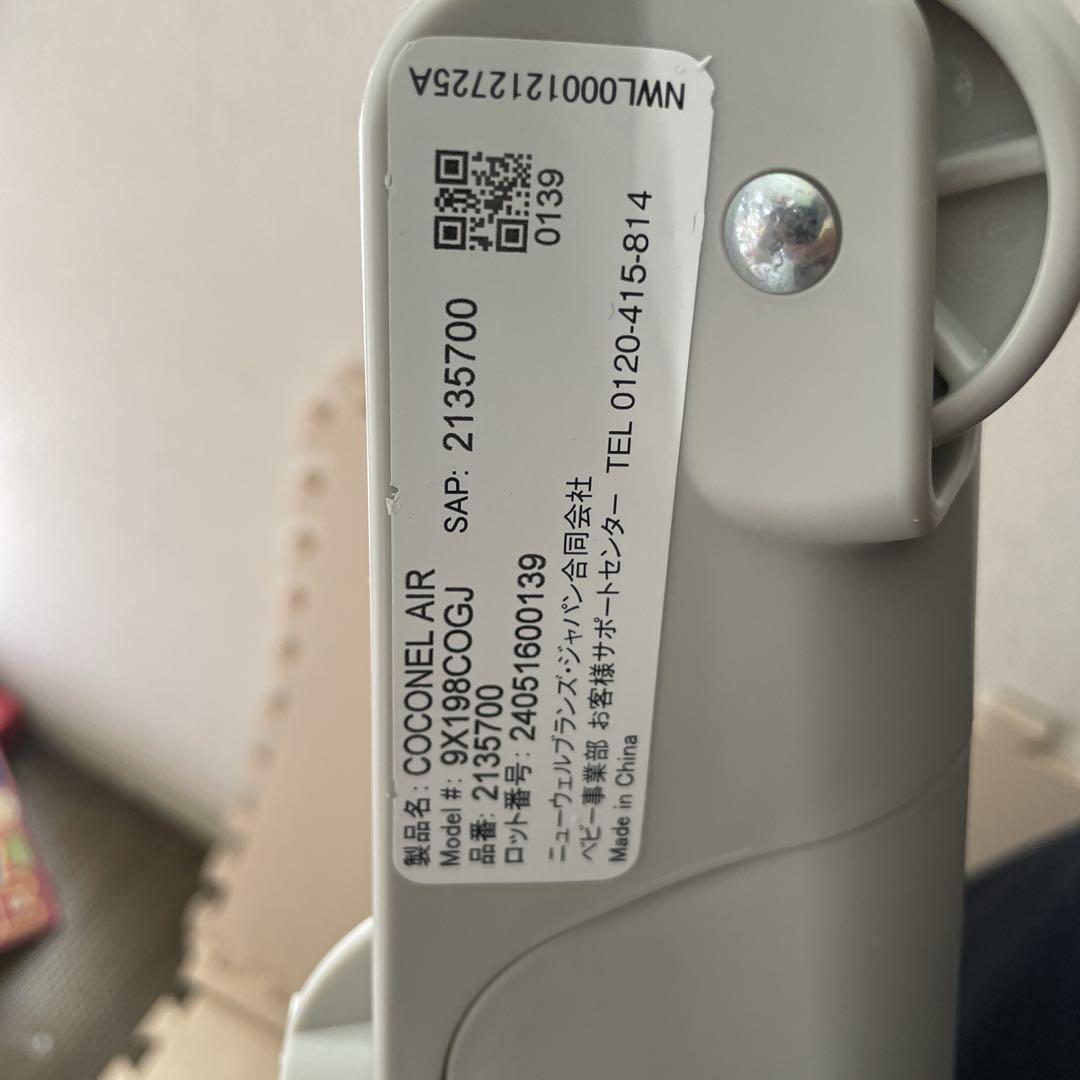 製品名: COCONEL AIR
Model #: 9X198COGJ SAP: 2135700
品番: 2135700
ロット番号: 24051600139
ニューウェルブランズ・ジャパン合同会社
ベビー事業部 お客様サポートセンター TEL 0120-415-814
Made in China
0139
NWL0001212725A